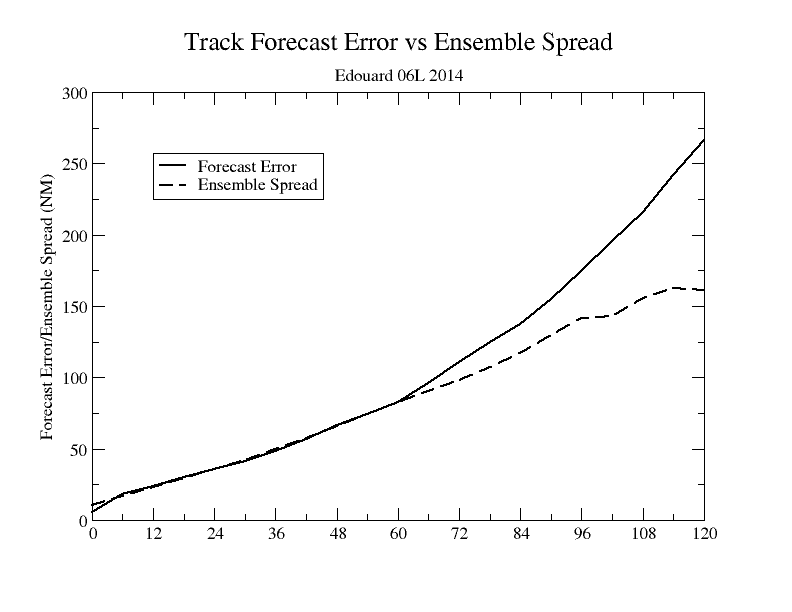 Track Forecast Error vs Ensemble Spread
Edouard 06L 2014
Forecast Error/Ensemble Spread (NM)
300
250
200
150
100
50
0
Forecast Error
Ensemble Spread
0 12 24 36 48 60 72 84 96 108 120